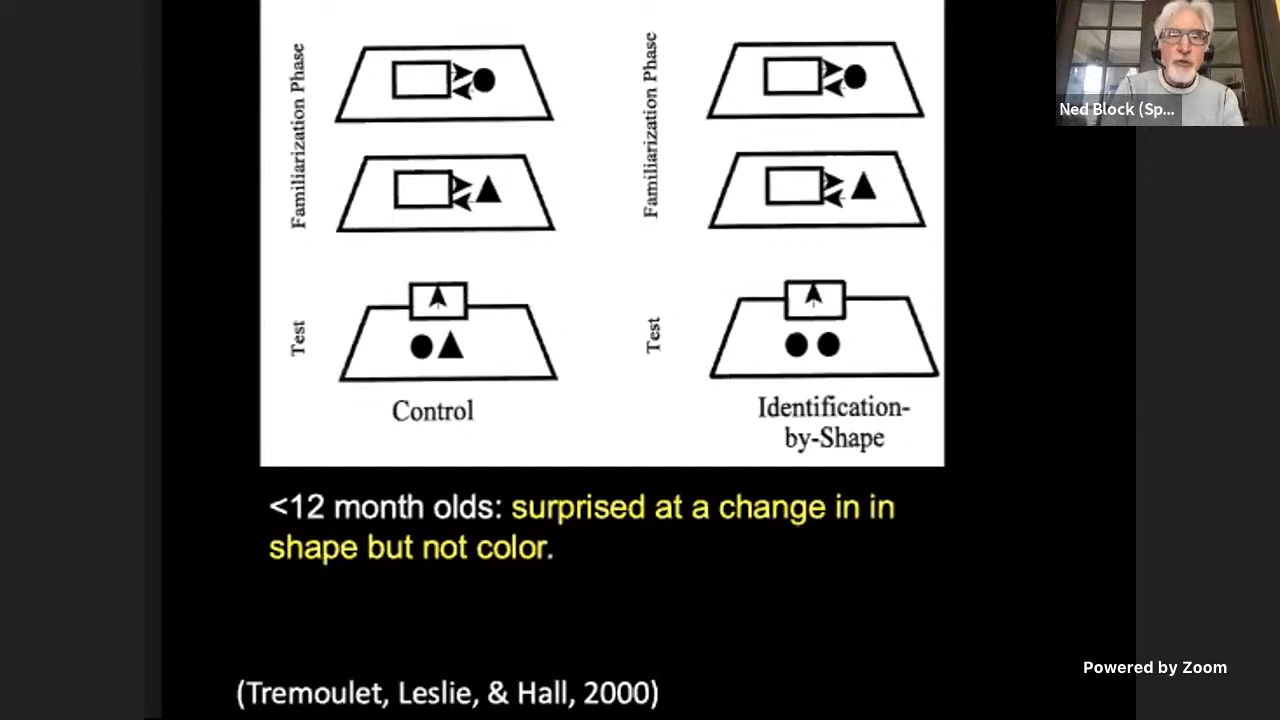 Familiarization Phase
Familiarization Phase
Test
Test
Control
Identification-
by-Shape
<12 month olds: surprised at a change in in
shape but not color.
(Tremoulet, Leslie, & Hall, 2000)
Ned Block (Sp...
Powered by Zoom